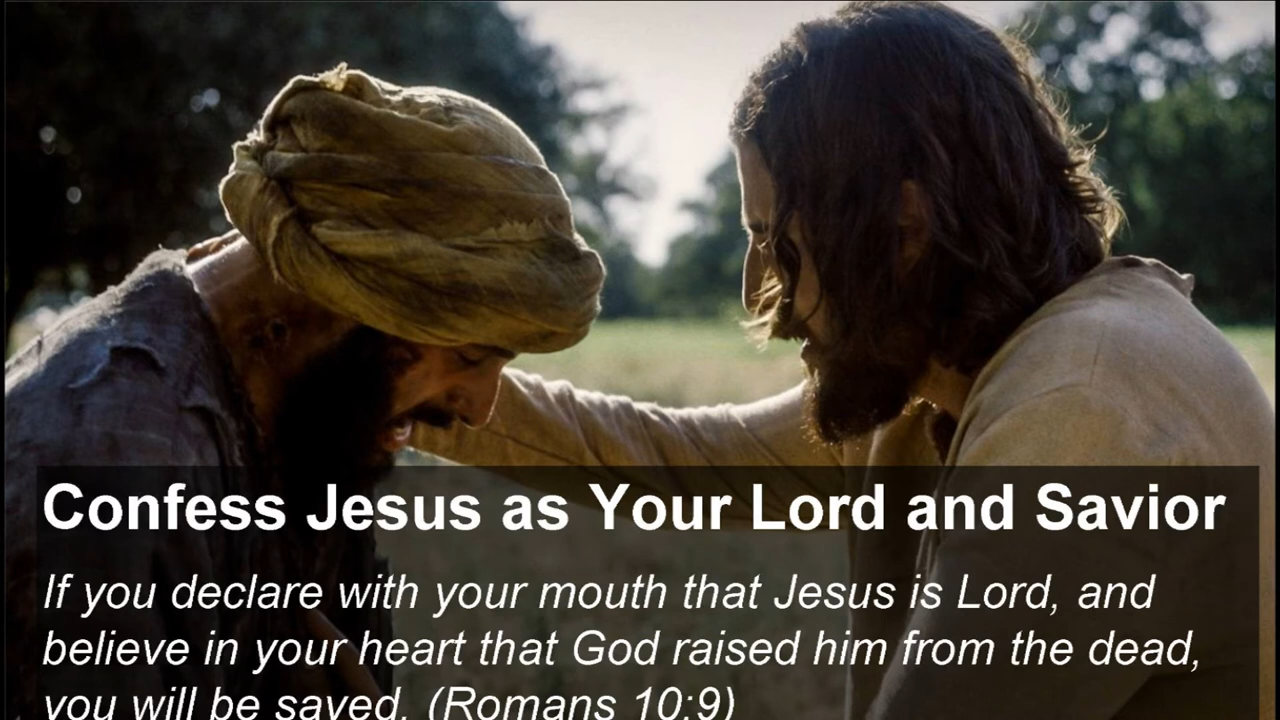 Confess Jesus as Your Lord and Savior
If you declare with your mouth that Jesus is Lord, and
believe in your heart that God raised him from the dead,
you will be saved. (Romans 10:9)